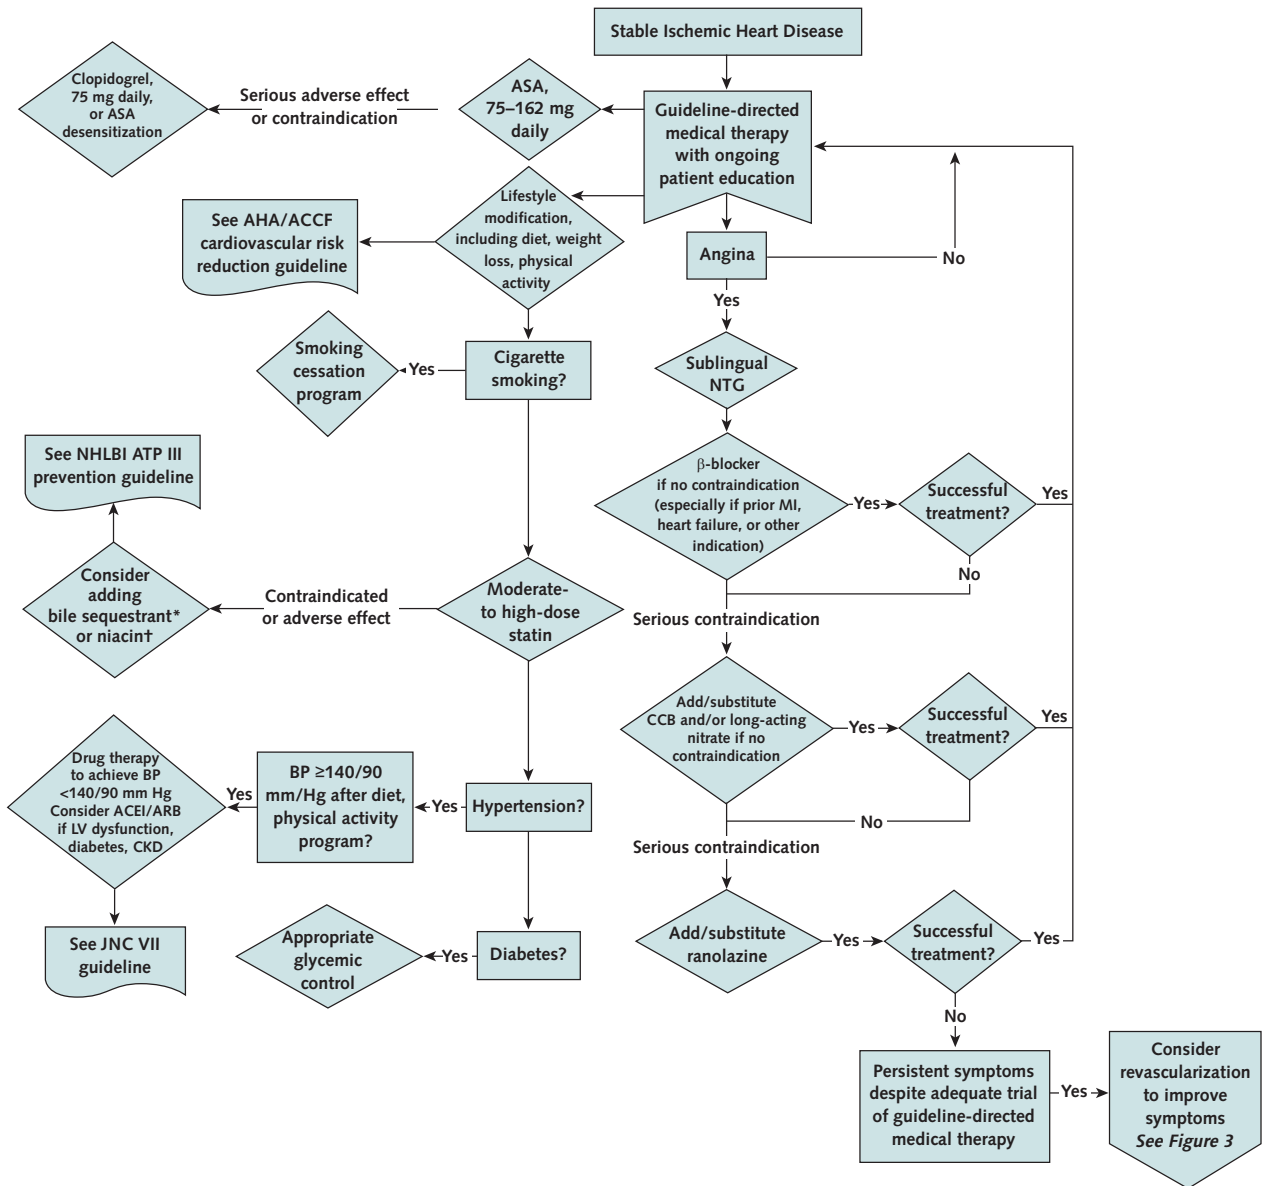 Stable Ischemic Heart Disease
Guideline-directed
medical therapy
with ongoing
patient education
ASA,
75–162 mg
daily
Serious adverse effect
or contraindication
Clopidogrel,
75 mg daily,
or ASA
desensitization
Lifestyle
modification,
including diet, weight
loss, physical
activity
See AHA/ACCF
cardiovascular risk
reduction guideline
Cigarette
smoking?
Yes
Smoking
cessation
program
Moderate-
to high-dose
statin
Contraindicated
or adverse effect
Consider
adding
bile sequestrant*
or niacin†
See NHLBI ATP III
prevention guideline
Hypertension?
Yes
BP ≥140/90
mm/Hg after diet,
physical activity
program?
Yes
Drug therapy
to achieve BP
<140/90 mm Hg
Consider ACEI/ARB
if LV dysfunction,
diabetes, CKD
See JNC VII
guideline
Diabetes?
Yes
Appropriate
glycemic
control
Angina
No
Yes
Sublingual
NTG
β-blocker
if no contraindication
(especially if prior MI,
heart failure, or other
indication)
Yes
Successful
treatment?
Yes
No
Serious contraindication
Add/substitute
CCB and/or long-acting
nitrate if no
contraindication
Yes
Successful
treatment?
Yes
No
Serious contraindication
Add/substitute
ranolazine
Yes
Successful
treatment?
Yes
No
Persistent symptoms
despite adequate trial
of guideline-directed
medical therapy
Yes
Consider
revascularization
to improve
symptoms
See Figure 3